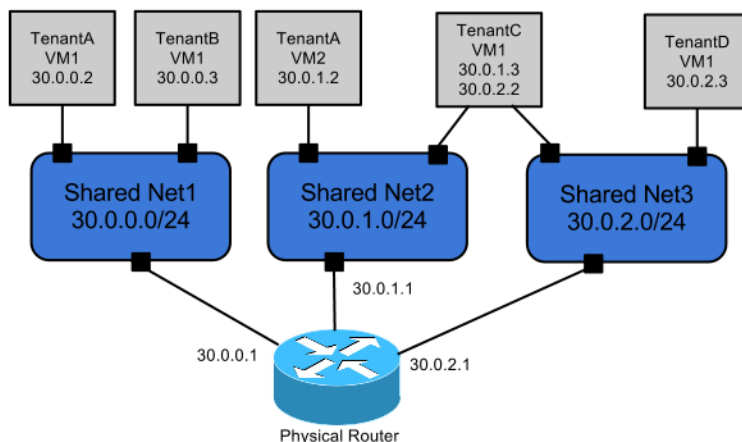 TenantA
VM1
30.0.0.2
TenantB
VM1
30.0.0.3
TenantA
VM2
30.0.1.2
TenantC
VM1
30.0.1.3
30.0.2.2
TenantD
VM1
30.0.2.3
Shared Net1
30.0.0.0/24
Shared Net2
30.0.1.0/24
Shared Net3
30.0.2.0/24
30.0.1.1
30.0.0.1
30.0.2.1
Physical Router